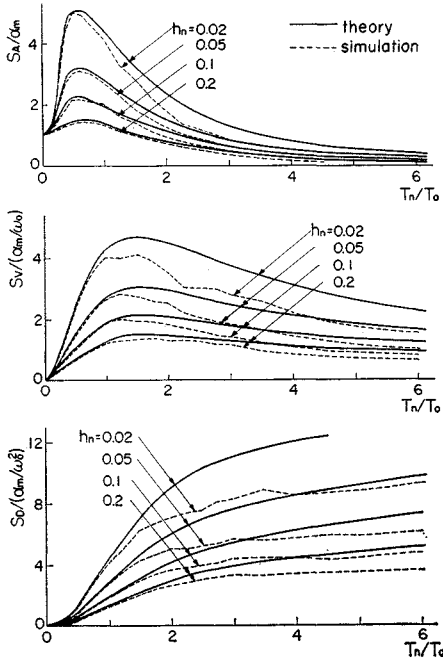 SA/αm
4
2
0
hn=0.02
0.05
0.1
0.2
theory
simulation
0 2 4 6
Tn/To
SV/(αm/ωo)
4
2
0
hn=0.02
0.05
0.1
0.2
0 2 4 6
Tn/To
SD/(αm/ωo²)
12
8
4
0
hn=0.02
0.05
0.1
0.2
0 2 4 6
Tn/To